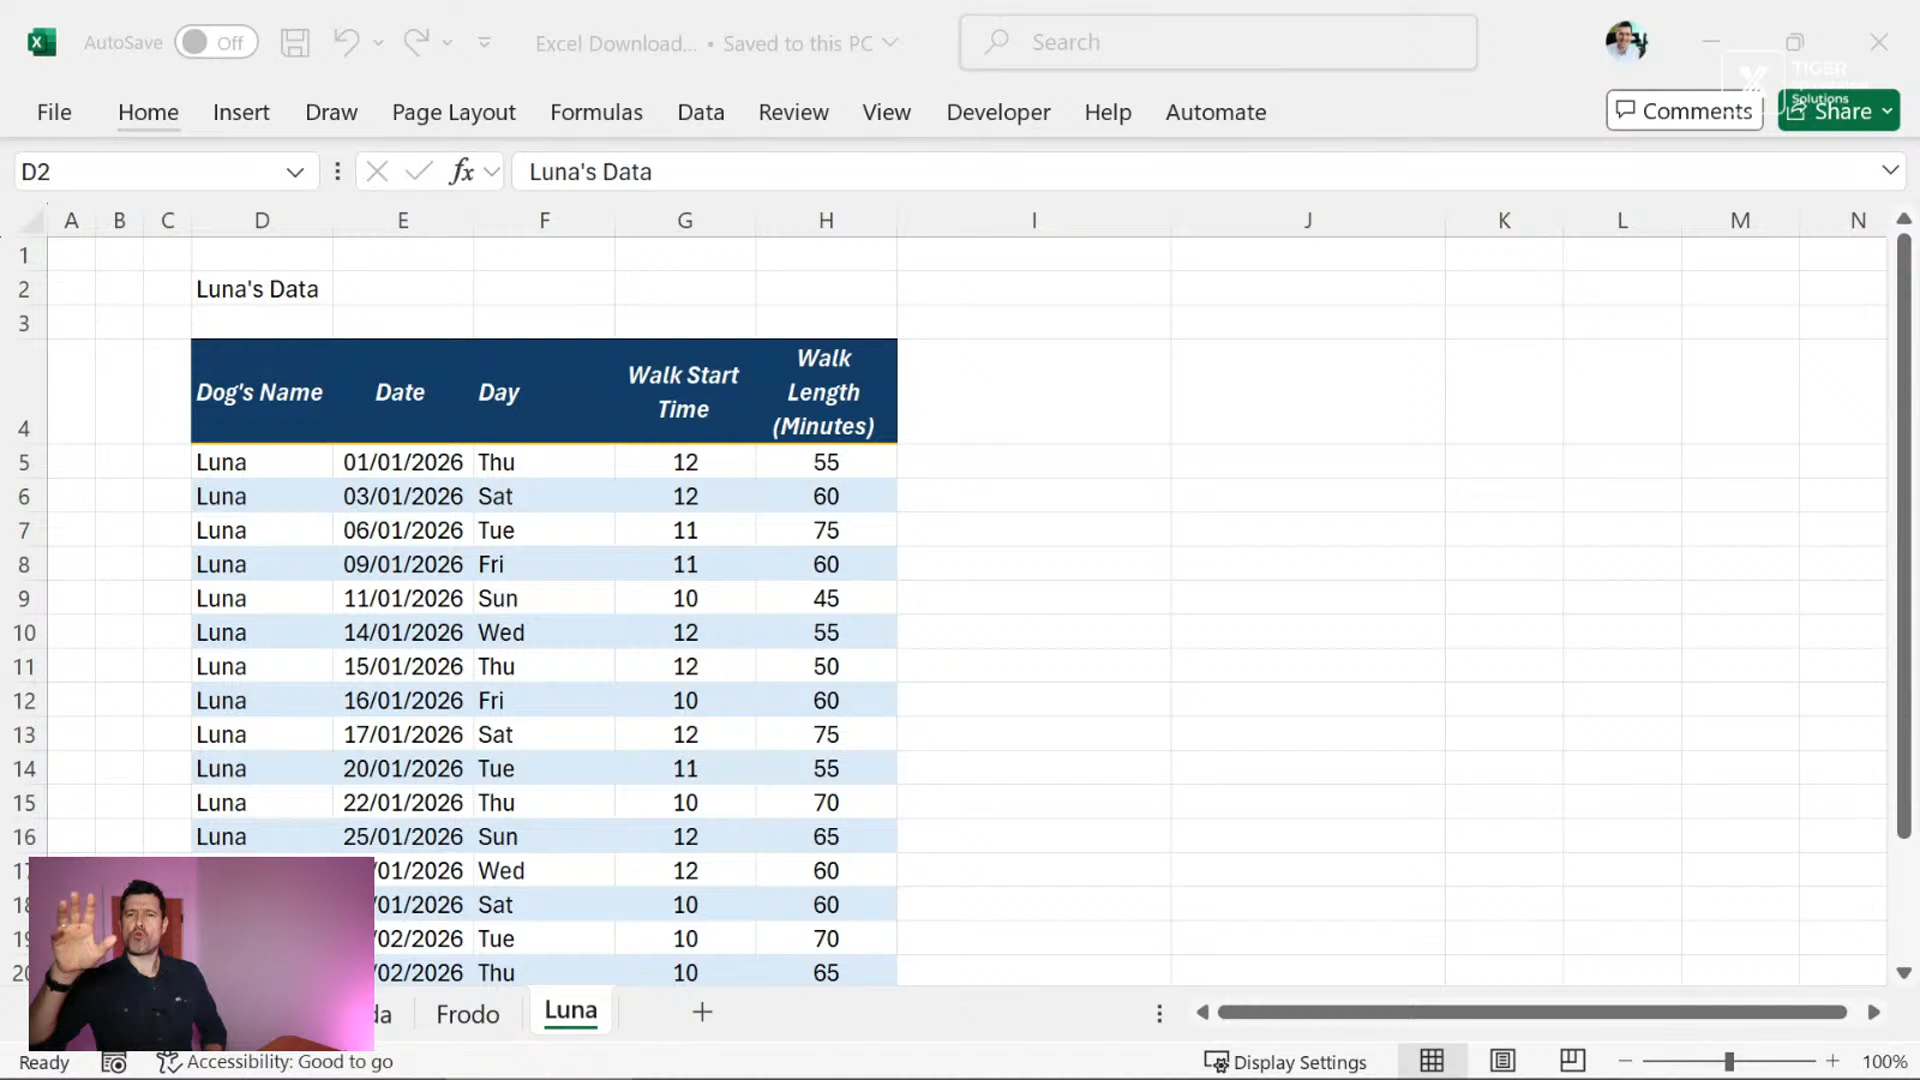 AutoSave Off Excel Download... • Saved to this PC Search
TIGER
Solutions
File Home Insert Draw Page Layout Formulas Data Review View Developer Help Automate Comments Share
D2 fx Luna's Data
A B C D E F G H I J K L M N
1
2 Luna's Data
3
4 Dog's Name Date Day Walk Start Time Walk Length (Minutes)
5 Luna 01/01/2026 Thu 12 55
6 Luna 03/01/2026 Sat 12 60
7 Luna 06/01/2026 Tue 11 75
8 Luna 09/01/2026 Fri 11 60
9 Luna 11/01/2026 Sun 10 45
10 Luna 14/01/2026 Wed 12 55
11 Luna 15/01/2026 Thu 12 50
12 Luna 16/01/2026 Fri 10 60
13 Luna 17/01/2026 Sat 12 75
14 Luna 20/01/2026 Tue 11 55
15 Luna 22/01/2026 Thu 10 70
16 Luna 25/01/2026 Sun 12 65
/01/2026 Wed 12 60
/01/2026 Sat 10 60
/02/2026 Tue 10 70
/02/2026 Thu 10 65
da Frodo Luna
Ready Accessibility: Good to go Display Settings 100%